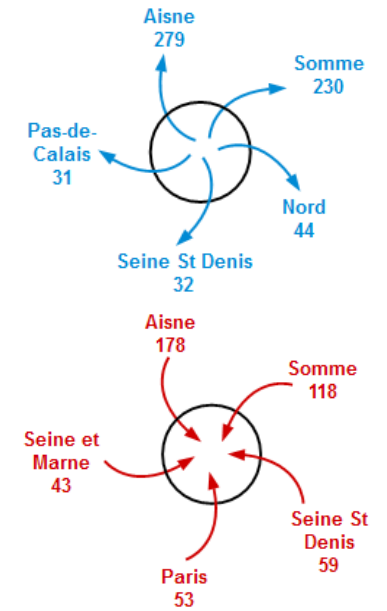 Aisne
279
Somme
230
Pas-de-
Calais
31
Nord
44
Seine St Denis
32
Aisne
178
Somme
118
Seine et
Marne
43
Seine St
Denis
59
Paris
53